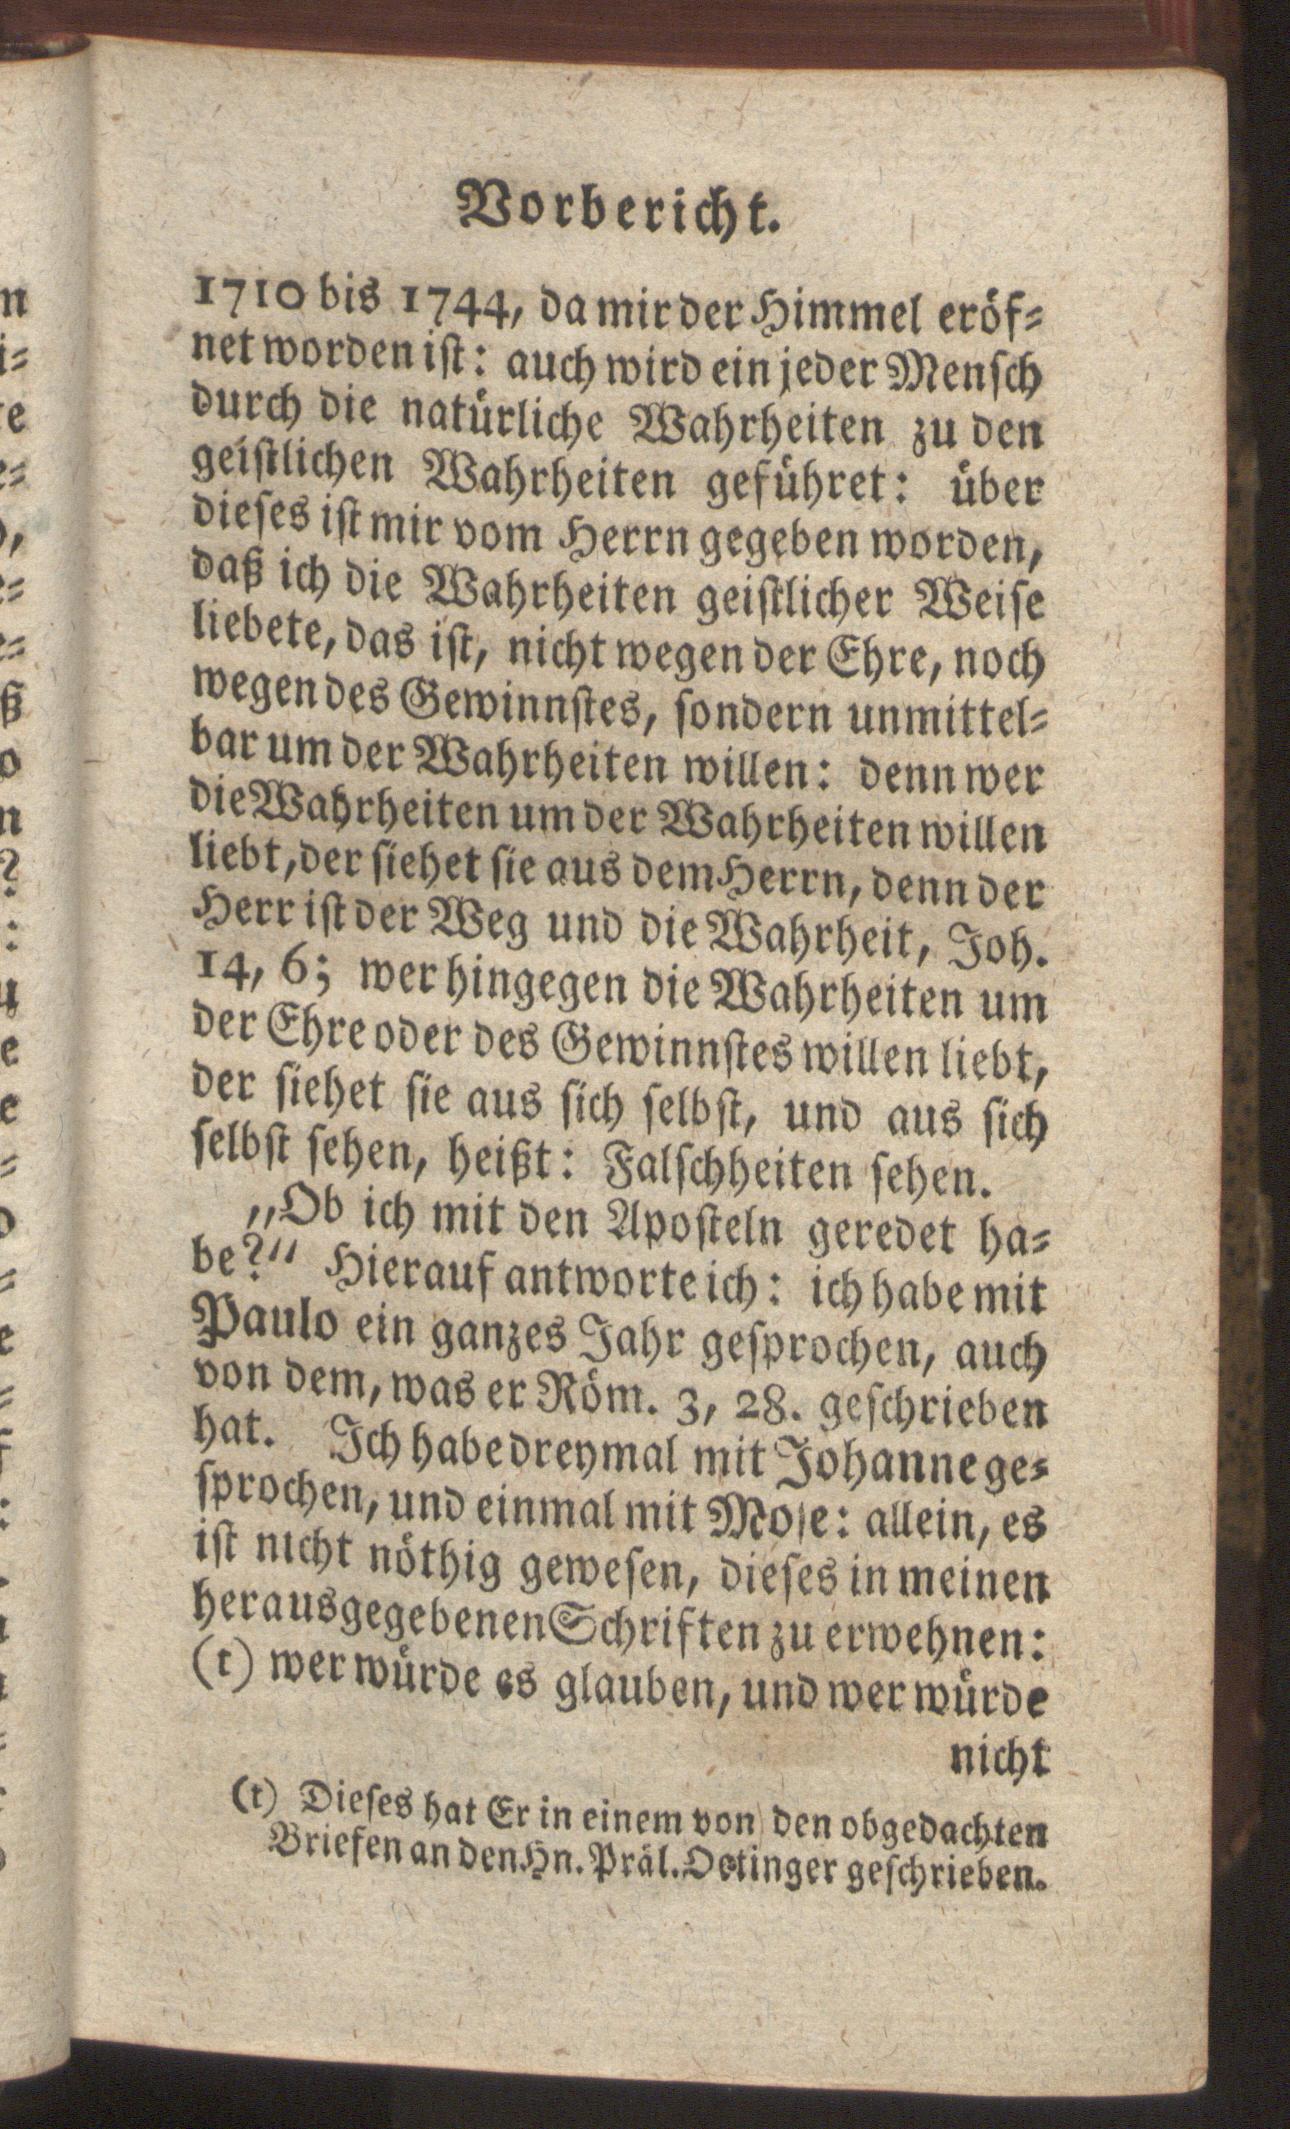 Vorbericht.
1710 bis 1744, da mir der Himmel eröf-
net worden ist: auch wird ein jeder Mensch
durch die natürliche Wahrheiten zu den
geistlichen Wahrheiten geführet: über
dieses ist mir vom Herrn gegeben worden,
daß ich die Wahrheiten geistlicher Weise
liebete, das ist, nicht wegen der Ehre, noch
wegen des Gewinnstes, sondern unmittel-
bar um der Wahrheiten willen: denn wer
die Wahrheiten um der Wahrheiten willen
liebt, der siehet sie aus dem Herrn, denn der
Herr ist der Weg und die Wahrheit, Joh.
14, 6; wer hingegen die Wahrheiten um
der Ehre oder des Gewinnstes willen liebt,
der siehet sie aus sich selbst, und aus sich
selbst sehen, heißt: Falschheiten sehen.
„Ob ich mit den Aposteln geredet ha-
be?" Hierauf antworte ich: ich habe mit
Paulo ein ganzes Jahr gesprochen, auch
von dem, was er Röm. 3, 28. geschrieben
hat. Ich habe dreymal mit Johanne ge-
sprochen, und einmal mit Mose: allein, es
ist nicht nöthig gewesen, dieses in meinen
herausgegebenen Schriften zu erwehnen:
(t) wer würde es glauben, und wer würde
nicht
(t) Dieses hat Er in einem von den obgedachten
Briefen an den Hn. Präl. Oetinger geschrieben.